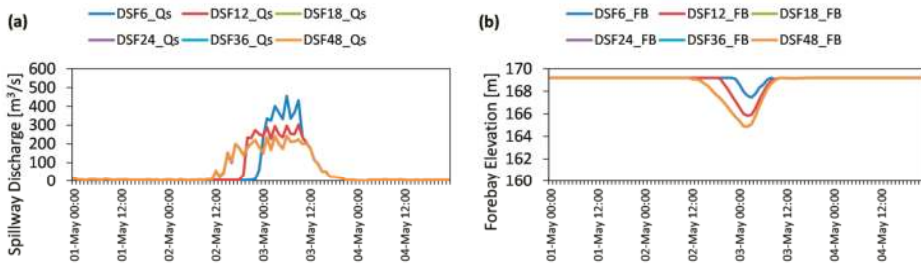 (a)
DSF6_Qs DSF12_Qs DSF18_Qs
DSF24_Qs DSF36_Qs DSF48_Qs
Spillway Discharge [m³/s]
600
500
400
300
200
100
0
01-May 00:00
01-May 12:00
02-May 00:00
02-May 12:00
03-May 00:00
03-May 12:00
04-May 00:00
04-May 12:00
(b)
DSF6_FB DSF12_FB DSF18_FB
DSF24_FB DSF36_FB DSF48_FB
Forebay Elevation [m]
170
168
166
164
162
160
01-May 00:00
01-May 12:00
02-May 00:00
02-May 12:00
03-May 00:00
03-May 12:00
04-May 00:00
04-May 12:00